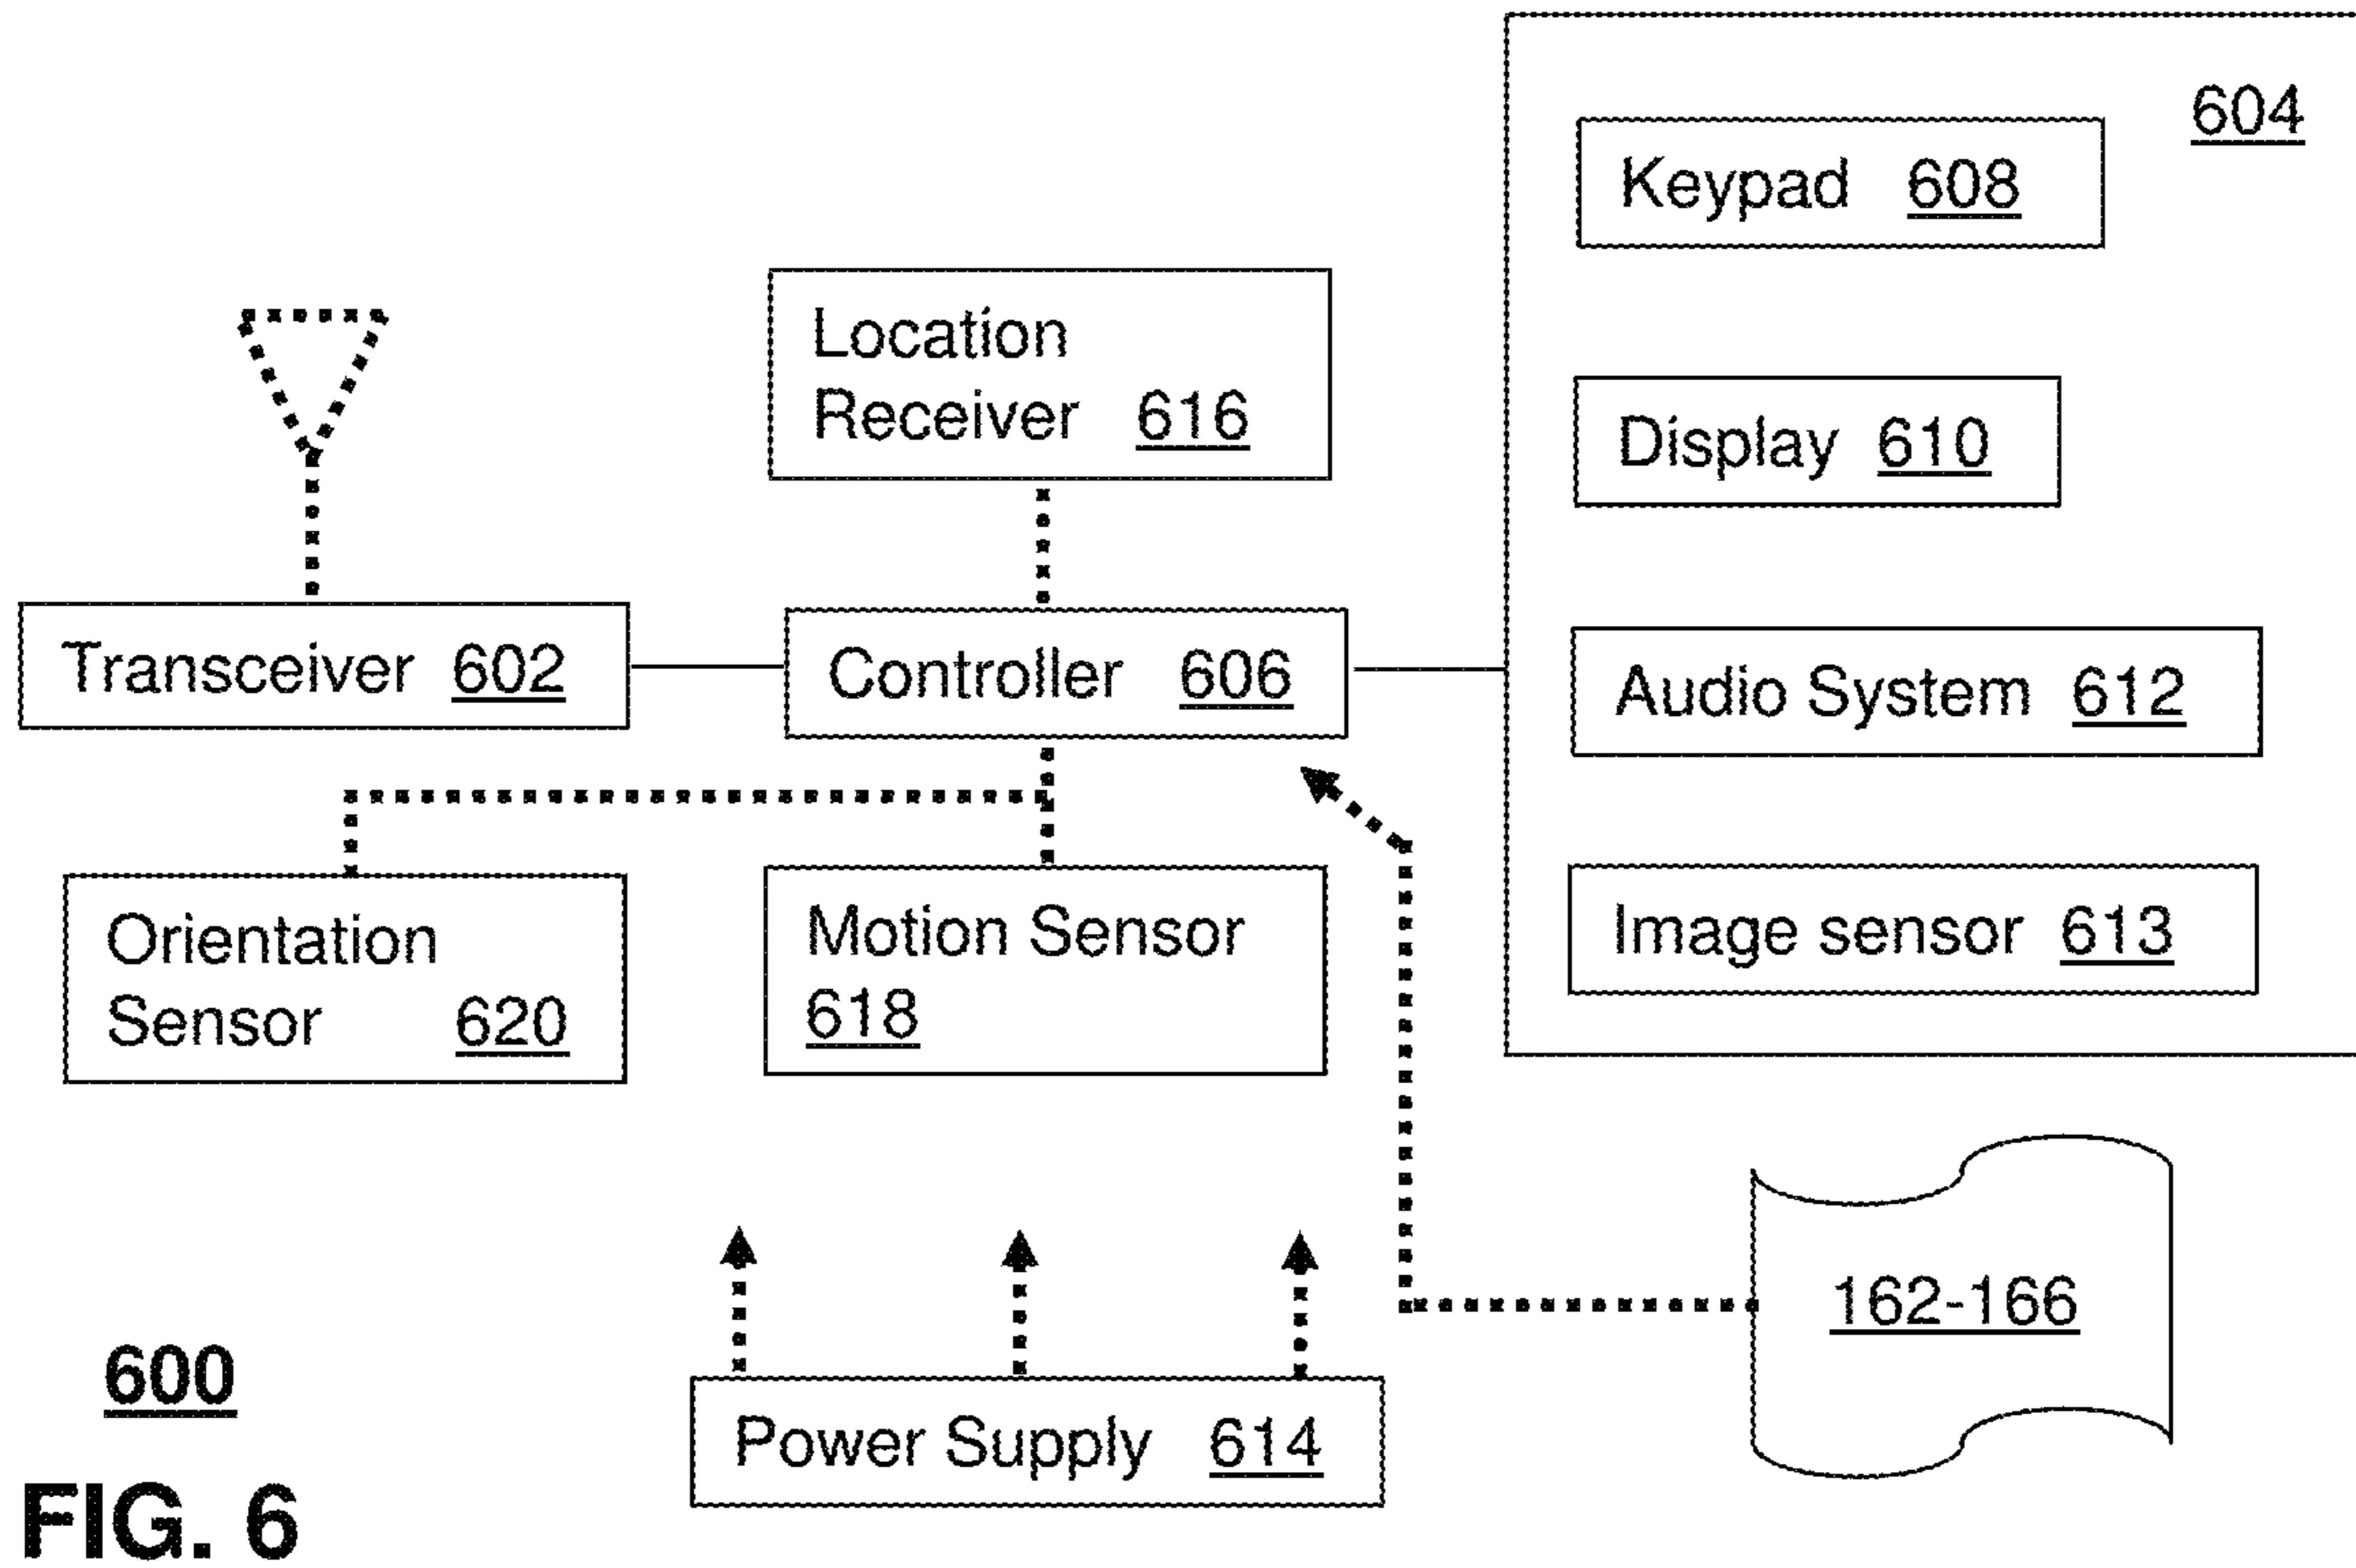 604
Keypad 608
Location
Receiver 616
Display 610
Transceiver 602
Controller 606
Audio System 612
Orientation
Sensor 620
Motion Sensor
618
Image sensor 613
162-166
600
Power Supply 614
FIG. 6